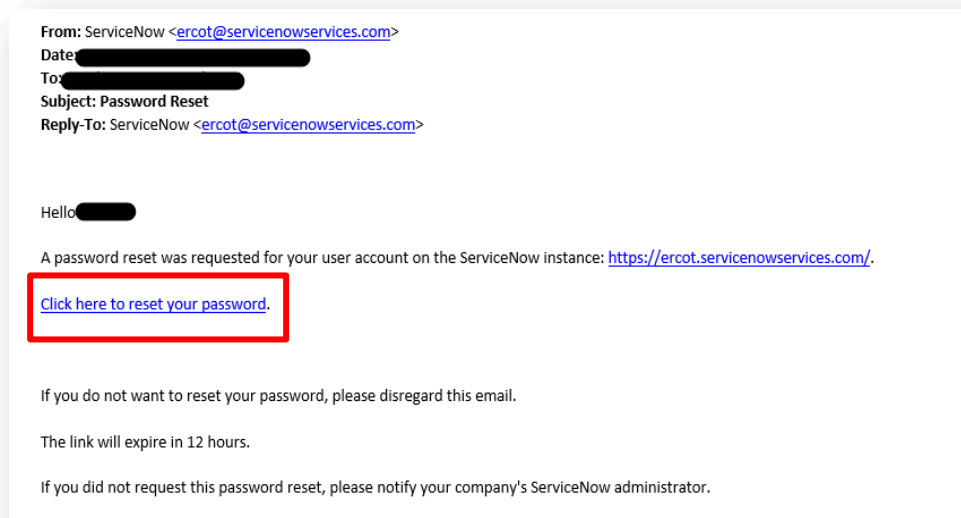 From: ServiceNow <ercot@servicenowservices.com>
Date:
To:
Subject: Password Reset
Reply-To: ServiceNow <ercot@servicenowservices.com>
Hello
A password reset was requested for your user account on the ServiceNow instance: https://ercot.servicenowservices.com/.
Click here to reset your password.
If you do not want to reset your password, please disregard this email.
The link will expire in 12 hours.
If you did not request this password reset, please notify your company's ServiceNow administrator.